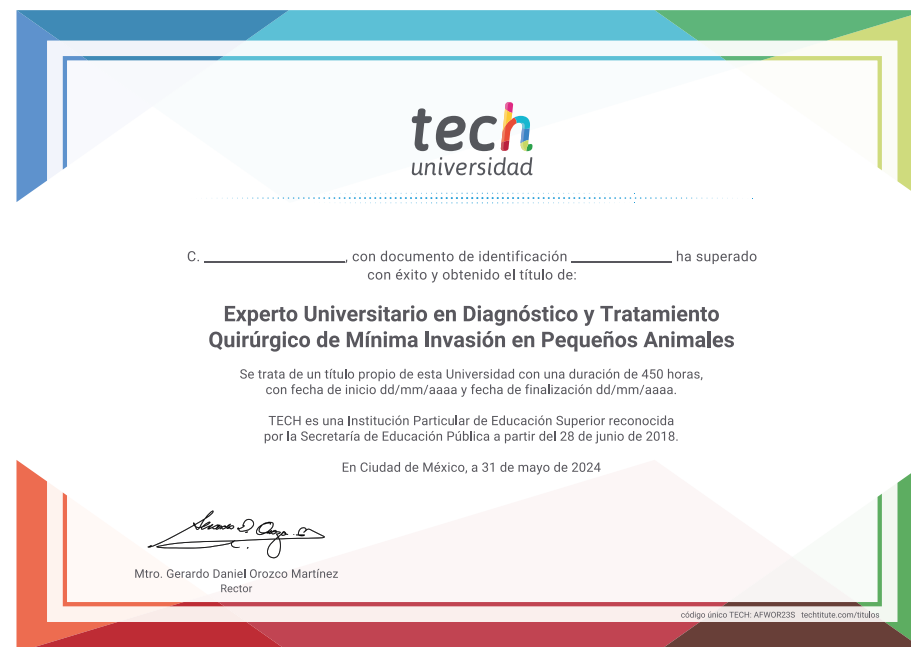 tech
universidad
C. ____________, con documento de identificación ____________ ha superado
con éxito y obtenido el título de:
Experto Universitario en Diagnóstico y Tratamiento
Quirúrgico de Mínima Invasión en Pequeños Animales
Se trata de un título propio de esta Universidad con una duración de 450 horas,
con fecha de inicio dd/mm/aaaa y fecha de finalización dd/mm/aaaa.
TECH es una Institución Particular de Educación Superior reconocida
por la Secretaría de Educación Pública a partir del 28 de junio de 2018.
En Ciudad de México, a 31 de mayo de 2024
Mtro. Gerardo Daniel Orozco Martínez
Rector
código único TECH: AFWOR23S techtitute.com/titulos